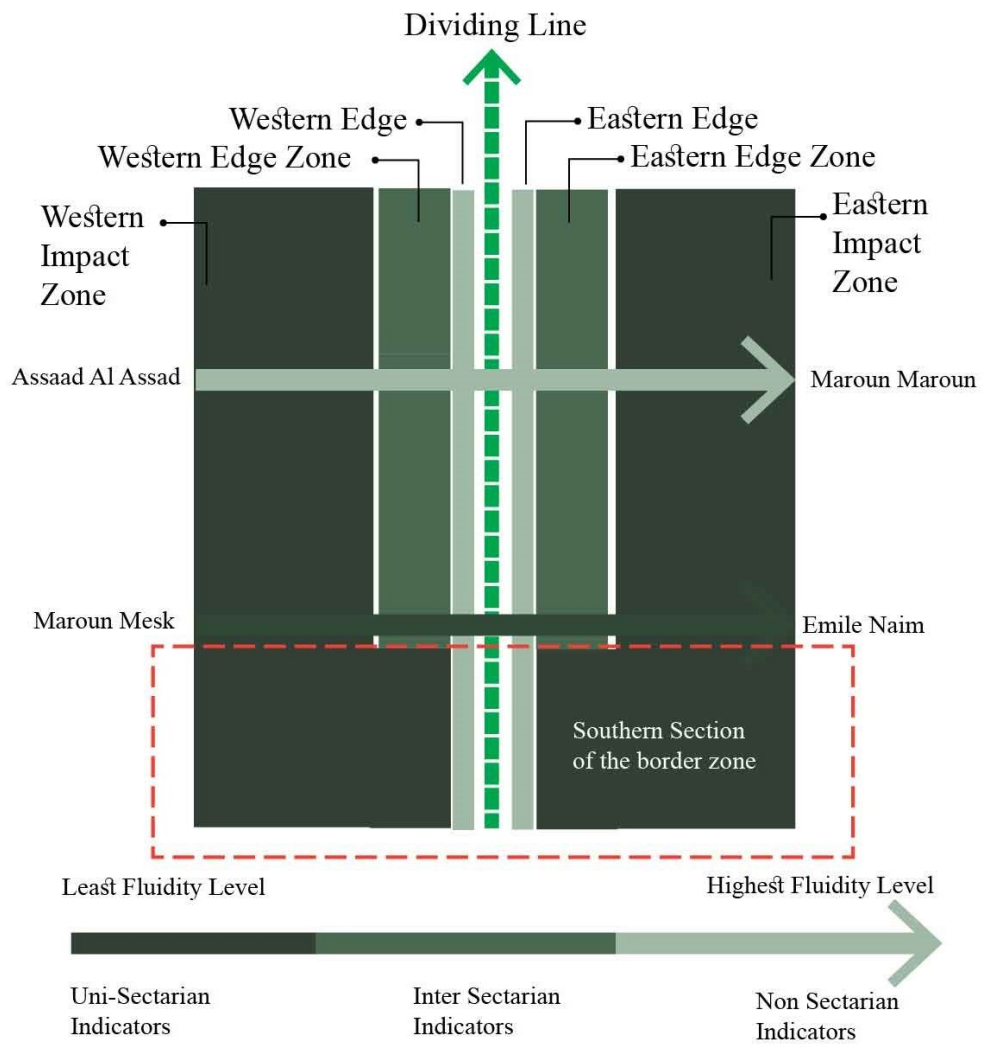 Dividing Line
Western Edge
Eastern Edge
Western Edge Zone
Eastern Edge Zone
Western
Impact
Zone
Eastern
Impact
Zone
Assaad Al Assad
Maroun Maroun
Maroun Mesk
Emile Naim
Southern Section
of the border zone
Least Fluidity Level
Highest Fluidity Level
Uni-Sectarian
Indicators
Inter Sectarian
Indicators
Non Sectarian
Indicators